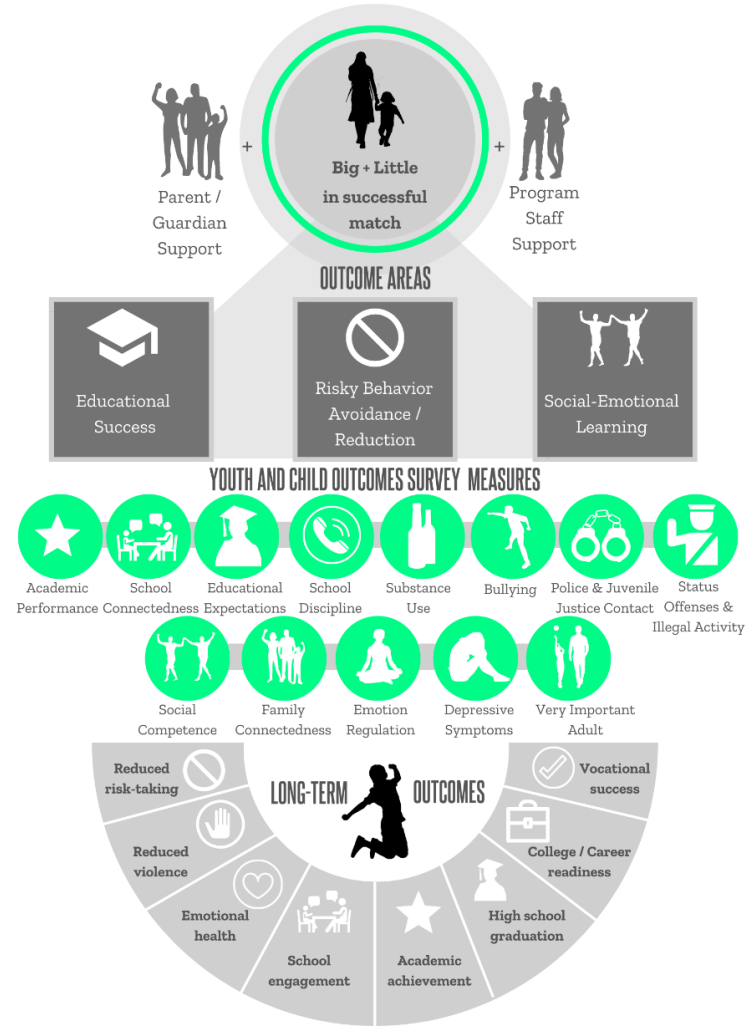 +
+
Big + Little
in successful
match
Parent /
Guardian
Support
Program
Staff
Support
OUTCOME AREAS
Educational
Success
Risky Behavior
Avoidance /
Reduction
Social-Emotional
Learning
YOUTH AND CHILD OUTCOMES SURVEY MEASURES
Academic
Performance
School
Connectedness
Educational
Expectations
School
Discipline
Substance
Use
Bullying
Police & Juvenile
Justice Contact
Status
Offenses &
Illegal Activity
Social
Competence
Family
Connectedness
Emotion
Regulation
Depressive
Symptoms
Very Important
Adult
LONG-TERM OUTCOMES
Reduced
risk-taking
Reduced
violence
Emotional
health
School
engagement
Academic
achievement
High school
graduation
College / Career
readiness
Vocational
success